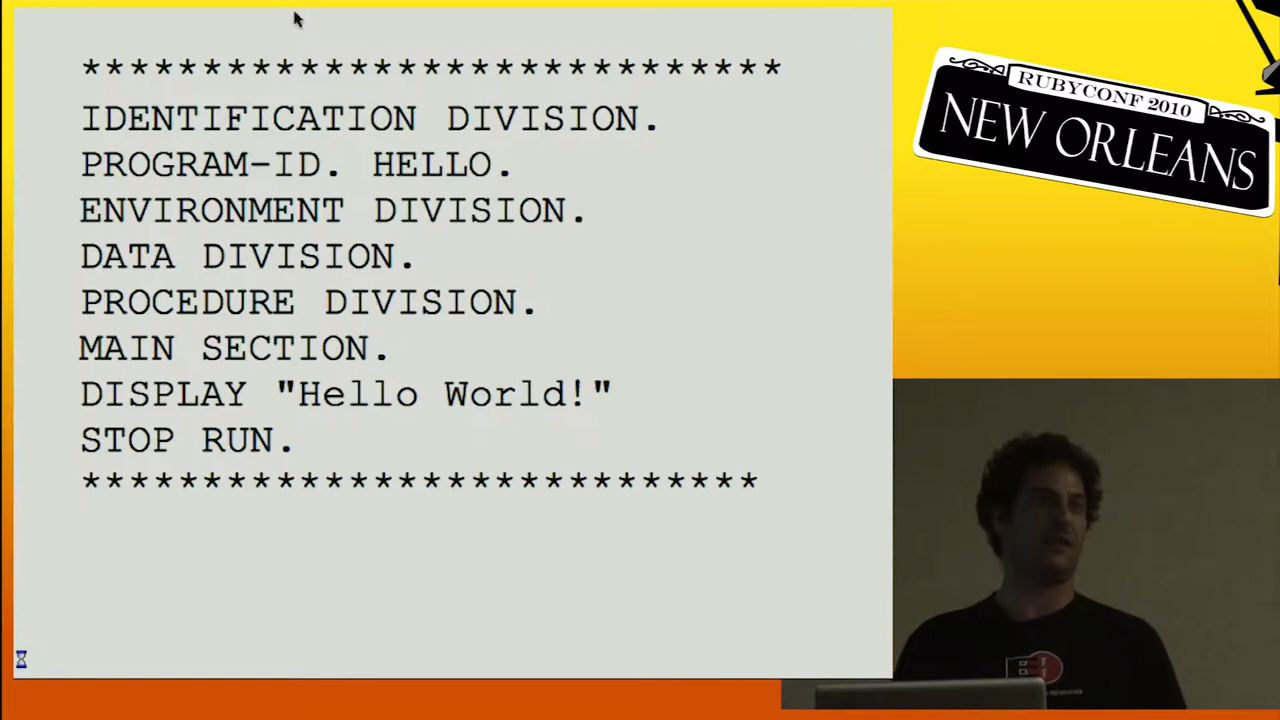 *****************************
IDENTIFICATION DIVISION.
PROGRAM-ID. HELLO.
ENVIRONMENT DIVISION.
DATA DIVISION.
PROCEDURE DIVISION.
MAIN SECTION.
DISPLAY "Hello World!"
STOP RUN.
****************************
RUBYCONF 2010
NEW ORLEANS